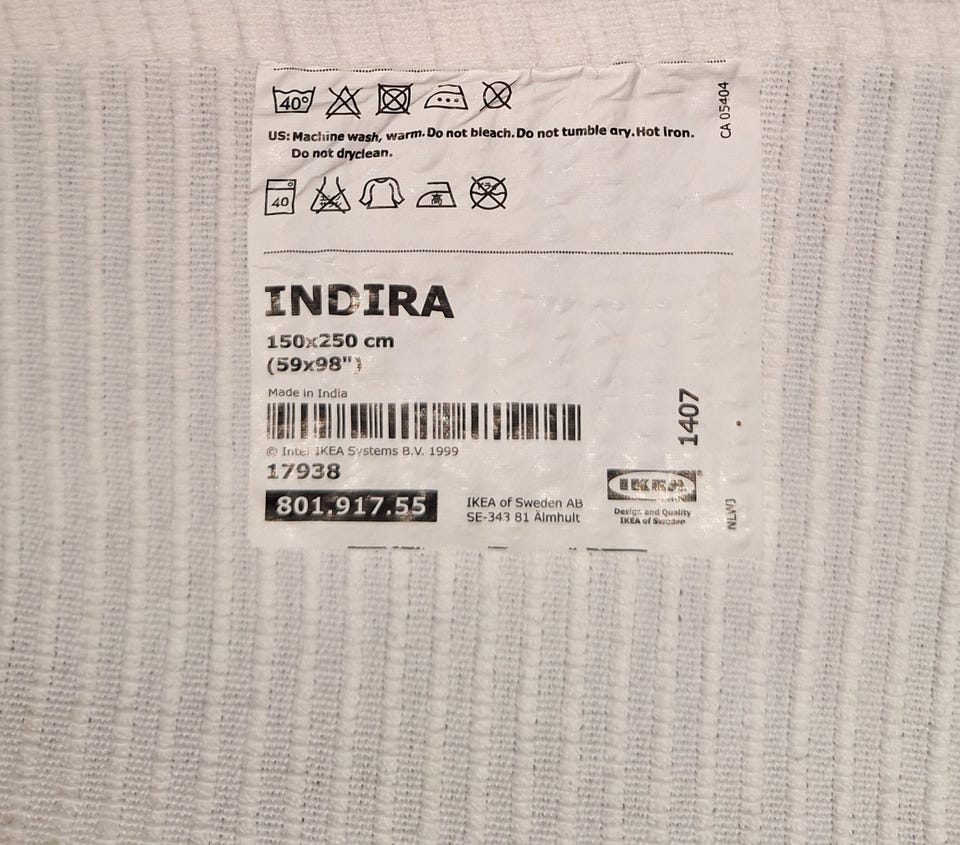 40°
CA 05404
US: Machine wash, warm. Do not bleach. Do not tumble dry. Hot Iron.
Do not dryclean.
40
高
INDIRA
150x250 cm
(59x98")
Made in India
1407
© Inter IKEA Systems B.V. 1999
17938
801.917.55
IKEA of Sweden AB
SE-343 81 Älmhult
IKEA
Design and Quality
IKEA of Sweden